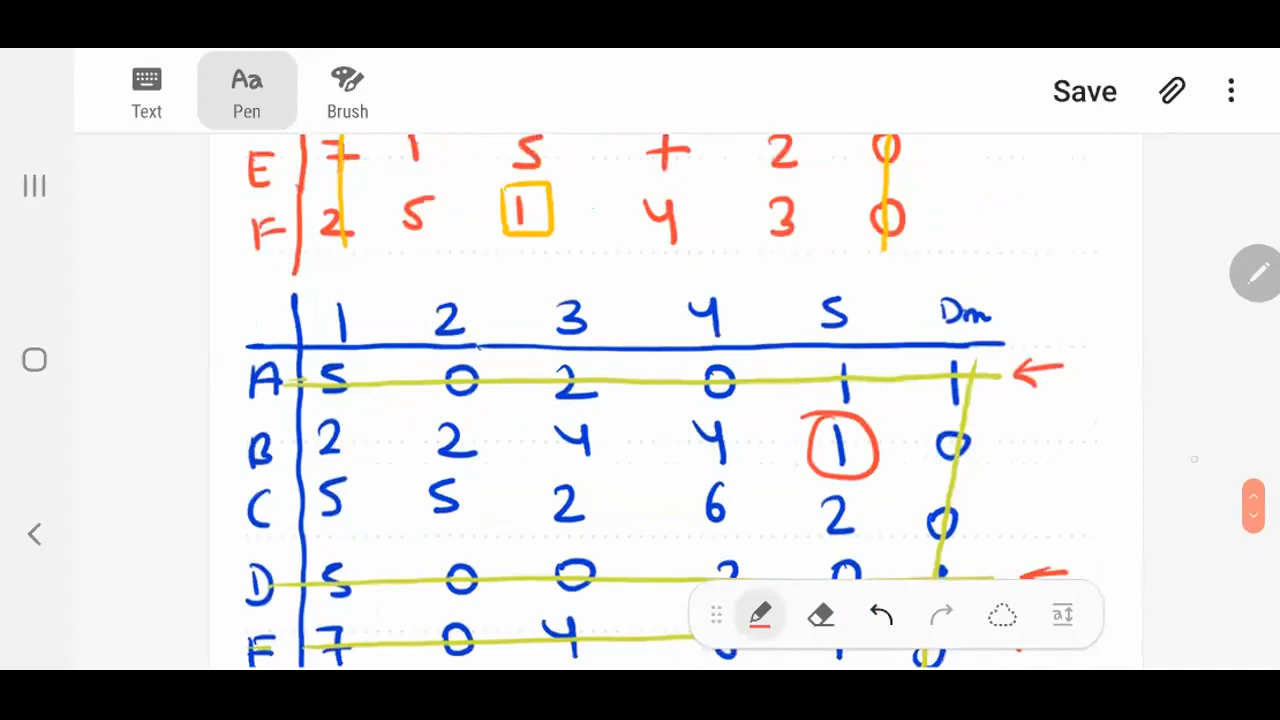 Text Aa Pen Brush Save
E 7 1 5 + 2 0
F 2 5 1 4 3 0
1 2 3 4 5 Dm
A 5 0 2 0 1 1
B 2 2 4 4 1 0
C 5 5 2 6 2 0
D 5 0 0
E 7 0 4